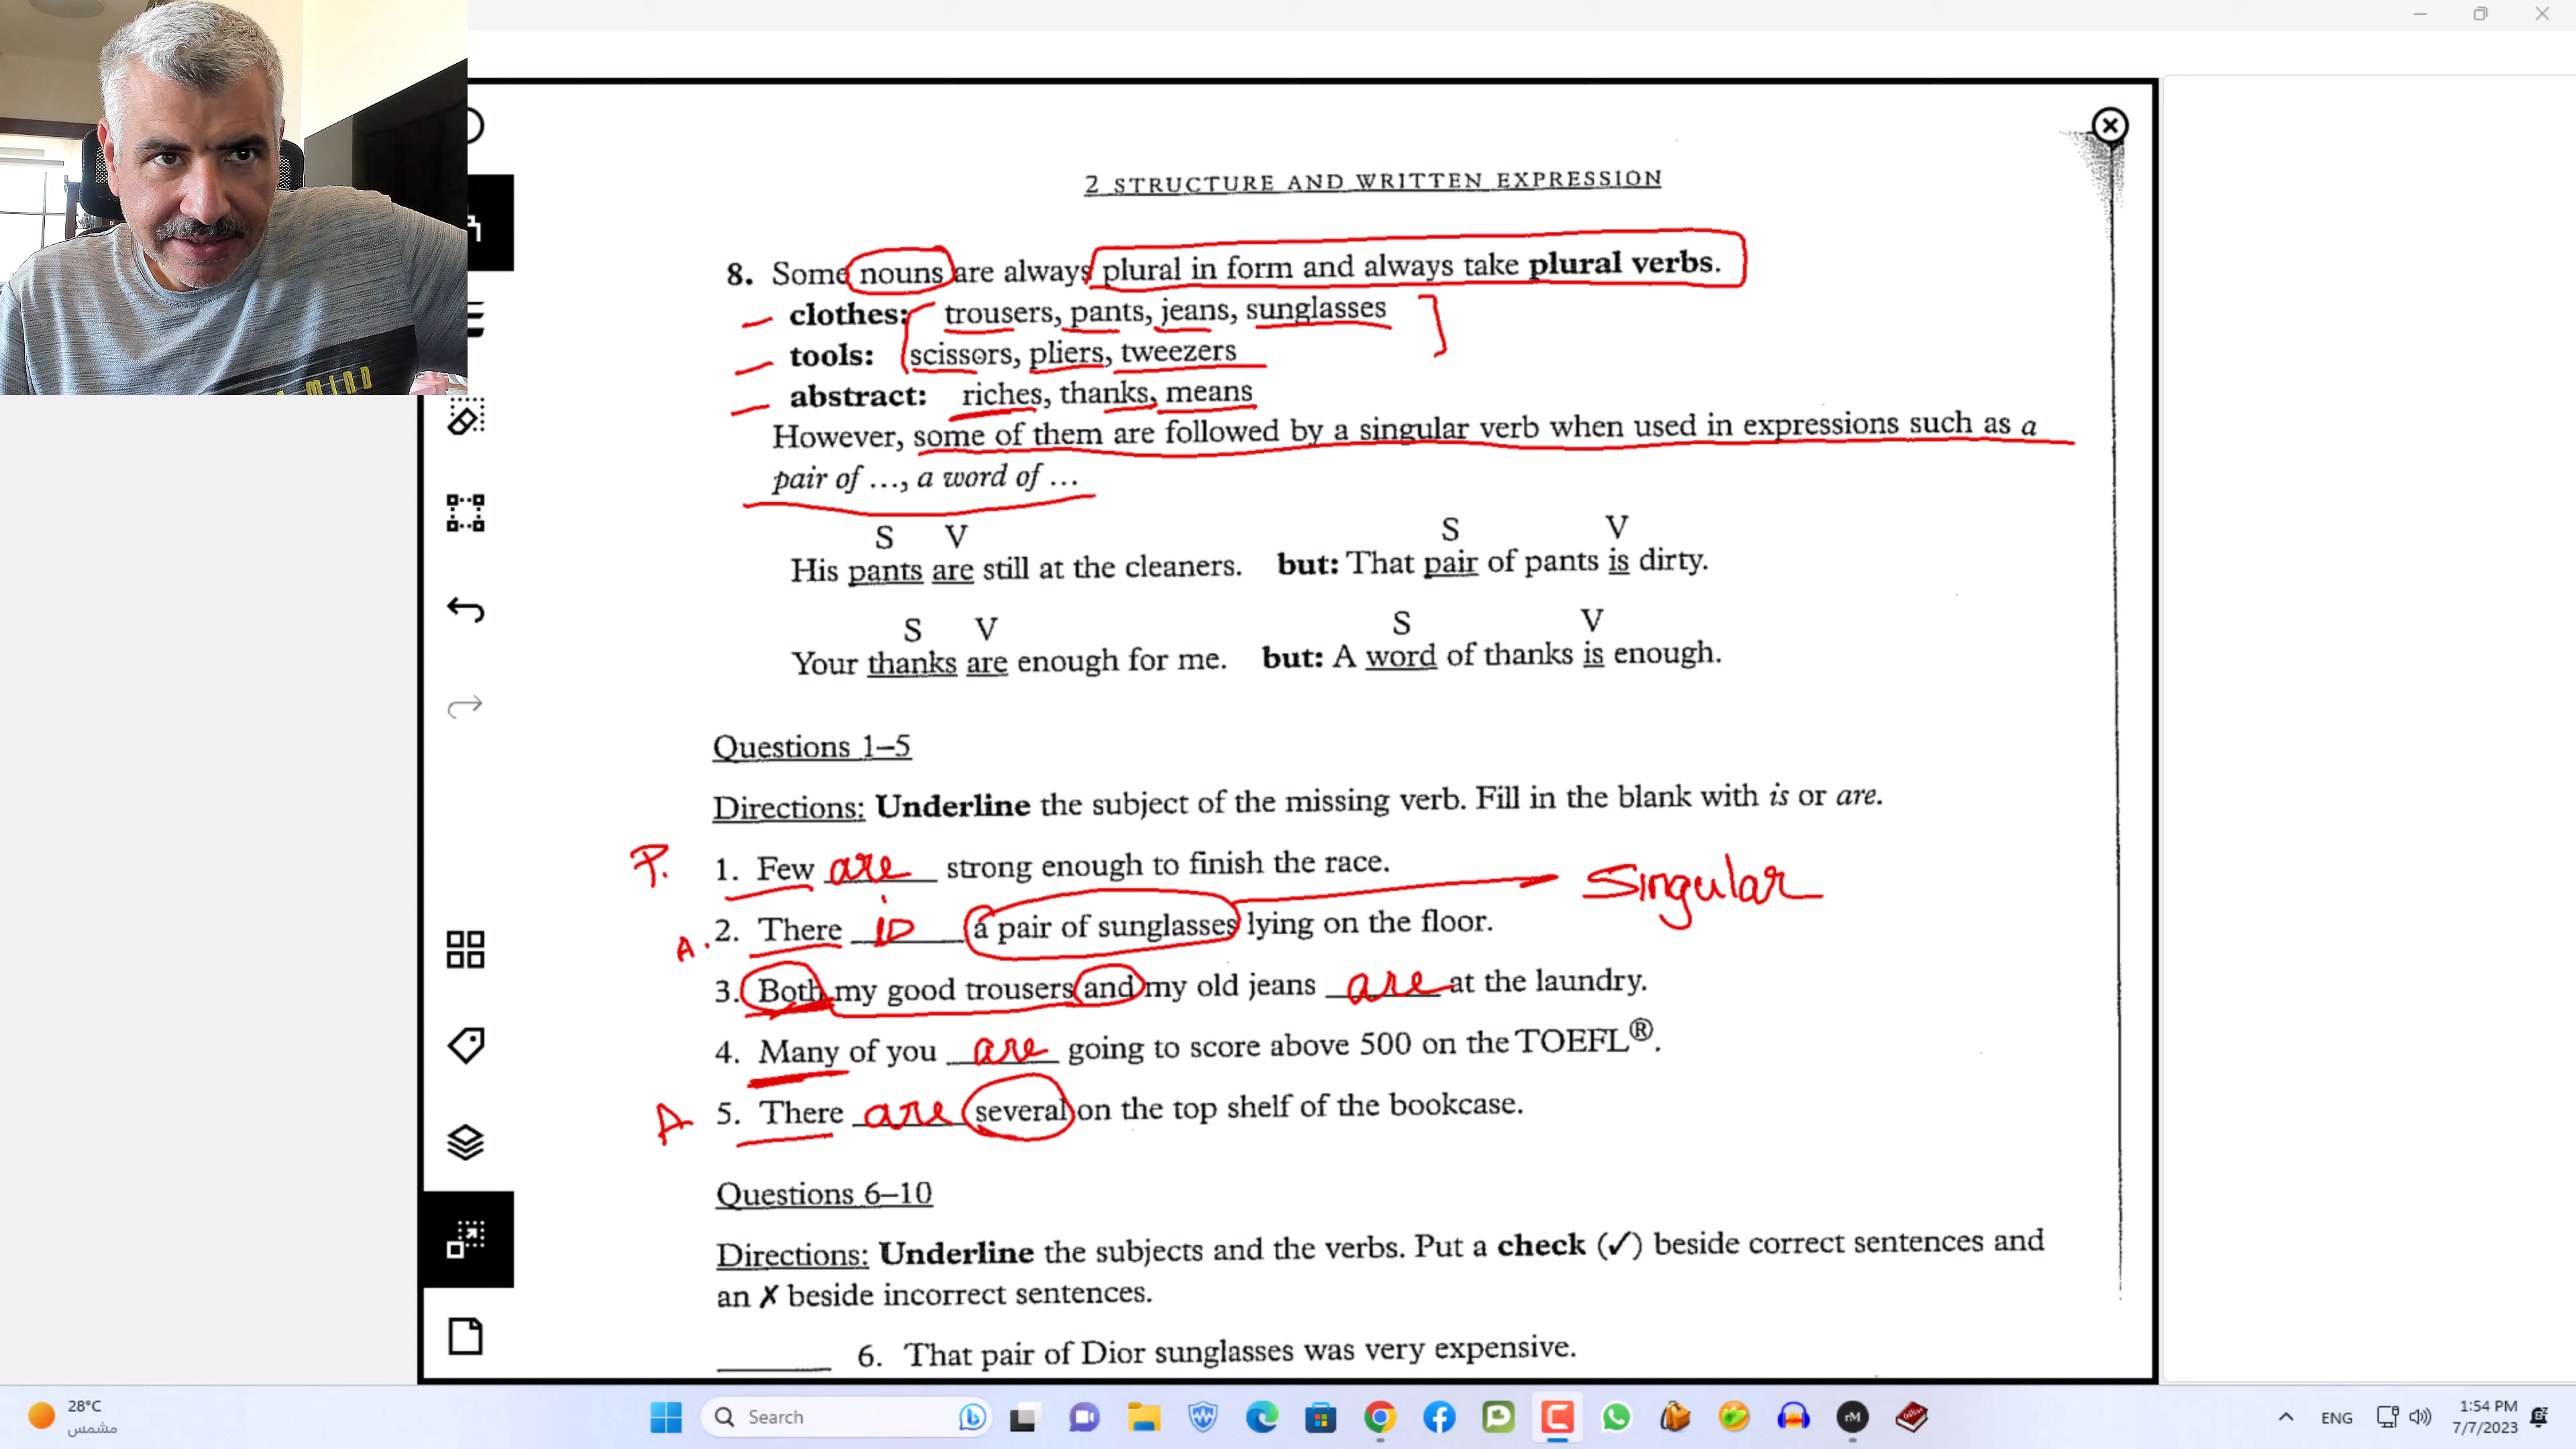 MIND
2 STRUCTURE AND WRITTEN EXPRESSION
8. Some nouns are always plural in form and always take plural verbs.
clothes: trousers, pants, jeans, sunglasses
tools: scissors, pliers, tweezers
abstract: riches, thanks, means
However, some of them are followed by a singular verb when used in expressions such as a
pair of ..., a word of ...
S V S V
His pants are still at the cleaners. but: That pair of pants is dirty.
S V S V
Your thanks are enough for me. but: A word of thanks is enough.
Questions 1–5
Directions: Underline the subject of the missing verb. Fill in the blank with is or are.
P. 1. Few are strong enough to finish the race.
Singular
A. 2. There is a pair of sunglasses lying on the floor.
3. Both my good trousers and my old jeans are at the laundry.
4. Many of you are going to score above 500 on the TOEFL®.
A 5. There are several on the top shelf of the bookcase.
Questions 6–10
Directions: Underline the subjects and the verbs. Put a check (✓) beside correct sentences and
an ✗ beside incorrect sentences.
______ 6. That pair of Dior sunglasses was very expensive.
28°C
مشمس
Search
rM
ENG
1:54 PM
7/7/2023